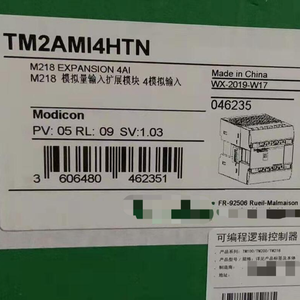 TM2AMI4HTN
M218 EXPANSION 4AI
M218 模拟量输入扩展模块 4模拟输入
Made in China
WX-2019-W17
046235
Modicon
PV: 05 RL: 09 SV:1.03
3 606480 462351
FR-92506 Rueil-Malmaison
可编程逻辑控制器